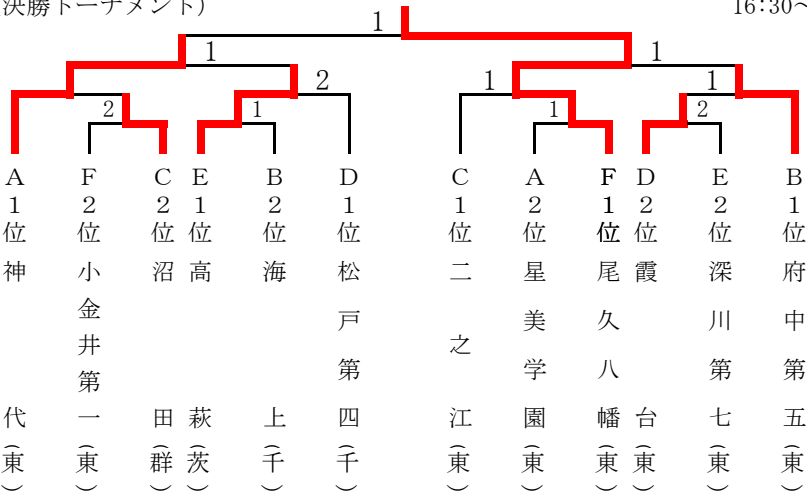 決勝トーナメント）
16:30～
1
1
1
2
1
1
2
1
1
2
A1位 神代（東）
F2位 小金井第一（東）
C2位 沼田（群）
E1位 高萩（茨）
B2位 海上（千）
D1位 松戸第四（千）
C1位 二之江（東）
A2位 星美学園（東）
F1位 尾久八幡（東）
D2位 霞台（東）
E2位 深川第七（東）
B1位 府中第五（東）